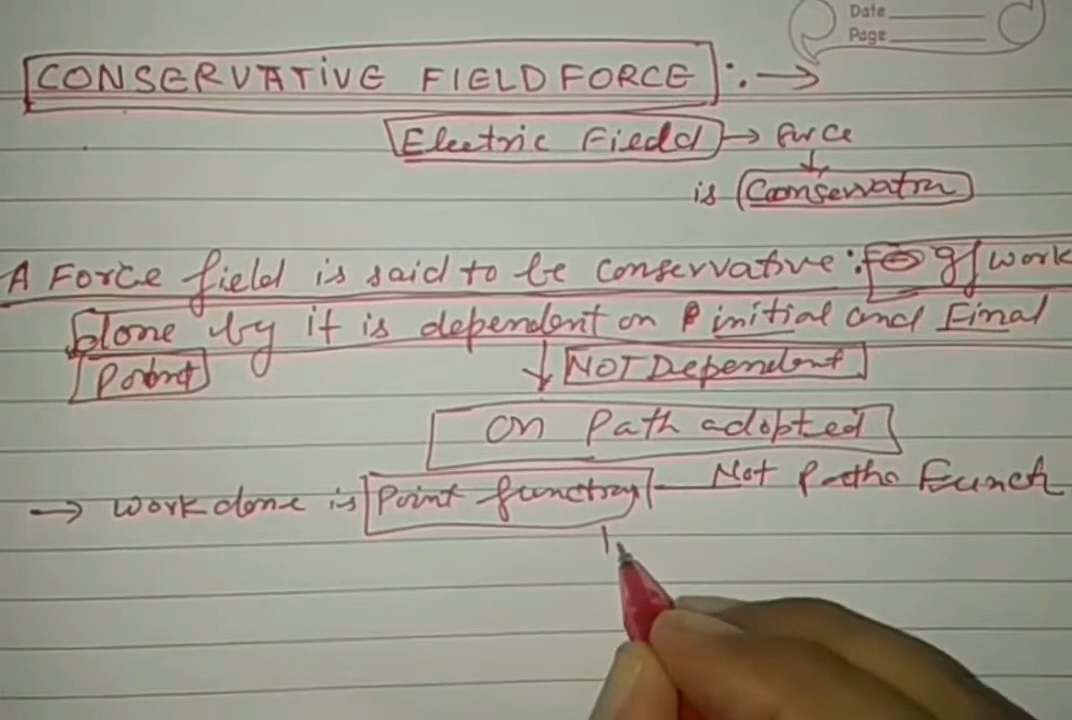 Date
Page
CONSERVATIVE FIELD FORCE :→
Electric Field → Force
↓
is Conservative
A Force field is said to be conservative : If work
done by it is dependent on initial and Final
Point
↓ NOT Dependent
on Path adopted
→ Work done is Point function — Not Path Funct